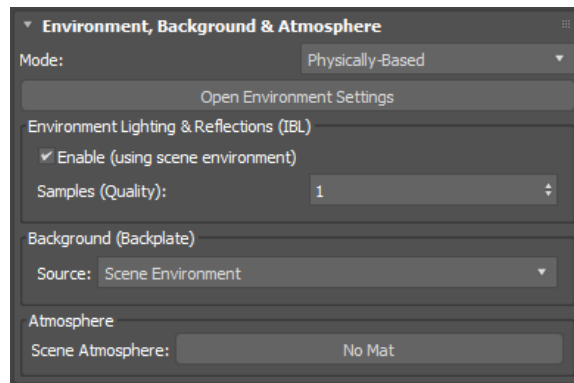 Environment, Background & Atmosphere
Mode: Physically-Based
Open Environment Settings
Environment Lighting & Reflections (IBL)
Enable (using scene environment)
Samples (Quality): 1
Background (Backplate)
Source: Scene Environment
Atmosphere
Scene Atmosphere: No Mat